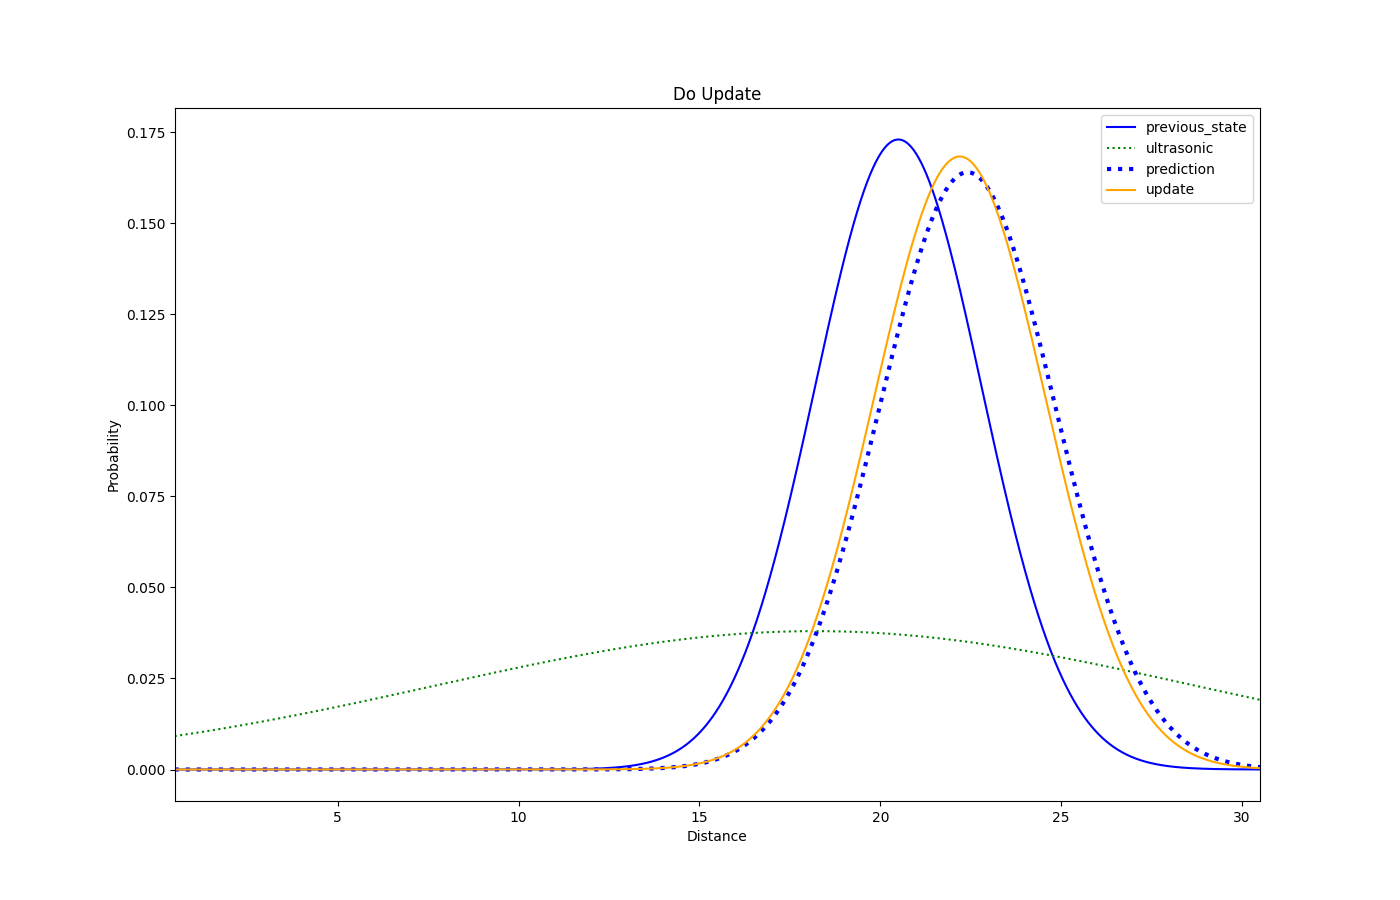 Do Update
previous_state
ultrasonic
prediction
update
0.175
0.150
0.125
0.100
0.075
0.050
0.025
0.000
Probability
5 10 15 20 25 30
Distance